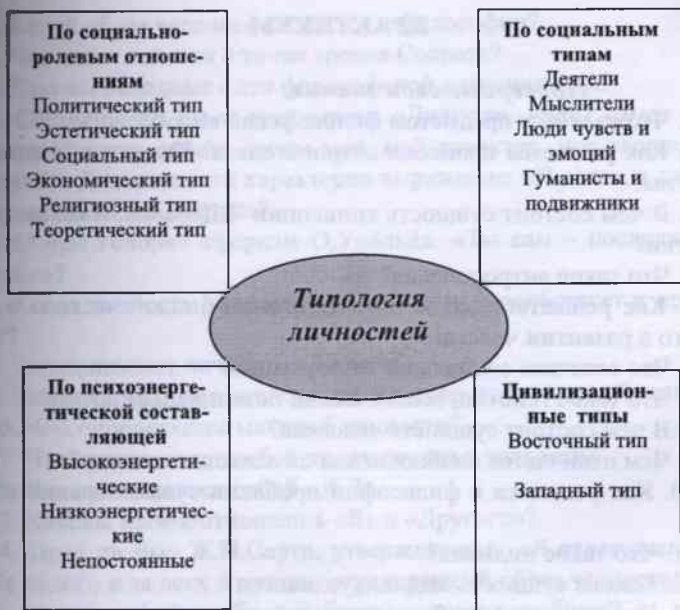 По социально-
ролевым отноше-
ниям
Политический тип
Эстетический тип
Социальный тип
Экономический тип
Религиозный тип
Теоретический тип
По социальным
типам
Деятели
Мыслители
Люди чувств и
эмоций
Гуманисты и
подвижники
Типология
личностей
По психоэнерге-
тической состав-
ляющей
Высокоэнергети-
ческие
Низкоэнергетичес-
кие
Непостоянные
Цивилизацион-
ные типы
Восточный тип
Западный тип